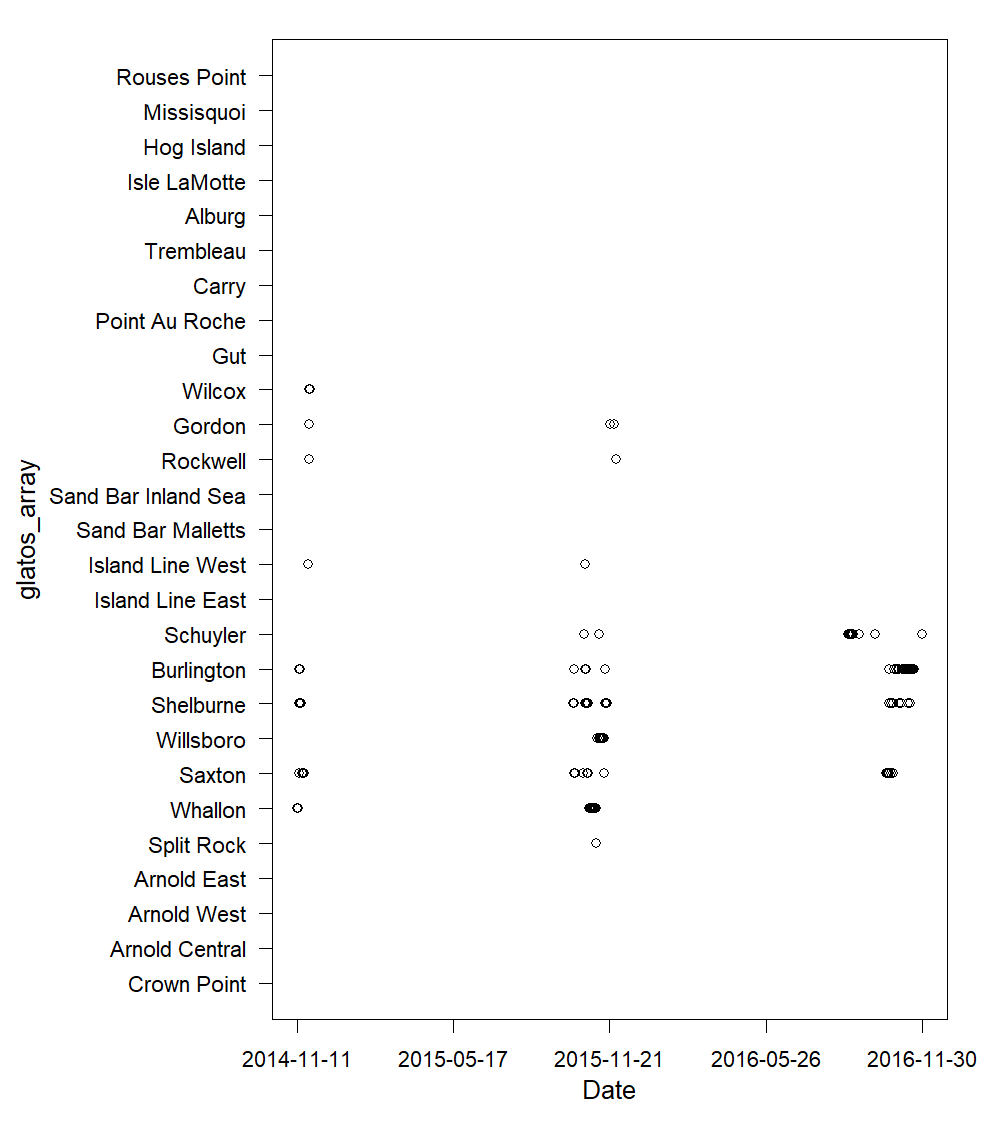 Rouses Point
Missisquoi
Hog Island
Isle LaMotte
Alburg
Trembleau
Carry
Point Au Roche
Gut
Wilcox
Gordon
Rockwell
Sand Bar Inland Sea
Sand Bar Malletts
Island Line West
Island Line East
Schuyler
Burlington
Shelburne
Willsboro
Saxton
Whallon
Split Rock
Arnold East
Arnold West
Arnold Central
Crown Point
glatos_array
2014-11-11 2015-05-17 2015-11-21 2016-05-26 2016-11-30
Date